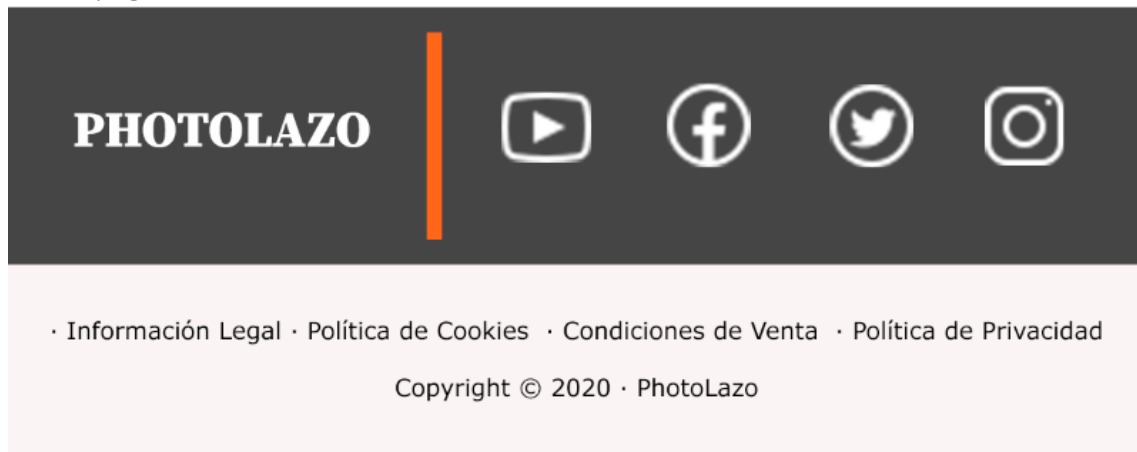 PHOTOLAZO
· Información Legal · Política de Cookies · Condiciones de Venta · Política de Privacidad
Copyright © 2020 · PhotoLazo